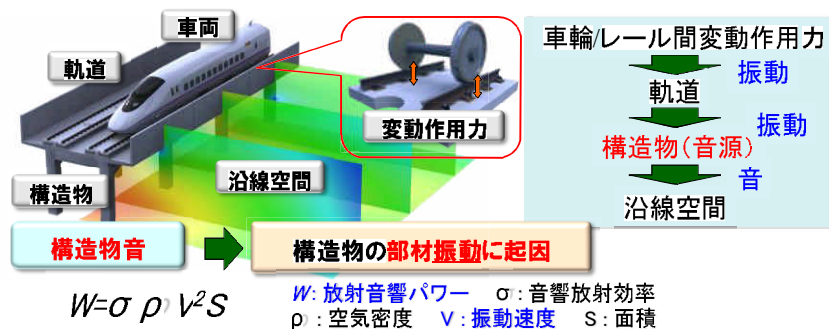 車両
軌道
変動作用力
構造物
沿線空間
車輪/レール間変動作用力
振動
軌道
振動
構造物(音源)
音
沿線空間
構造物音
構造物の部材振動に起因
W=σ ρ V²S
W: 放射音響パワー σ: 音響放射効率
ρ: 空気密度 V: 振動速度 S: 面積